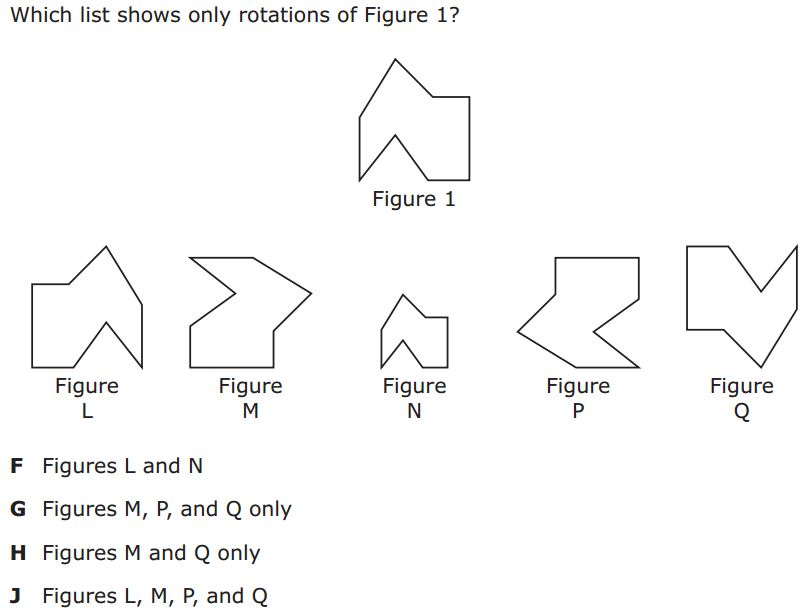 Which list shows only rotations of Figure 1?
Figure 1
Figure Figure Figure Figure Figure
L M N P Q
F Figures L and N
G Figures M, P, and Q only
H Figures M and Q only
J Figures L, M, P, and Q